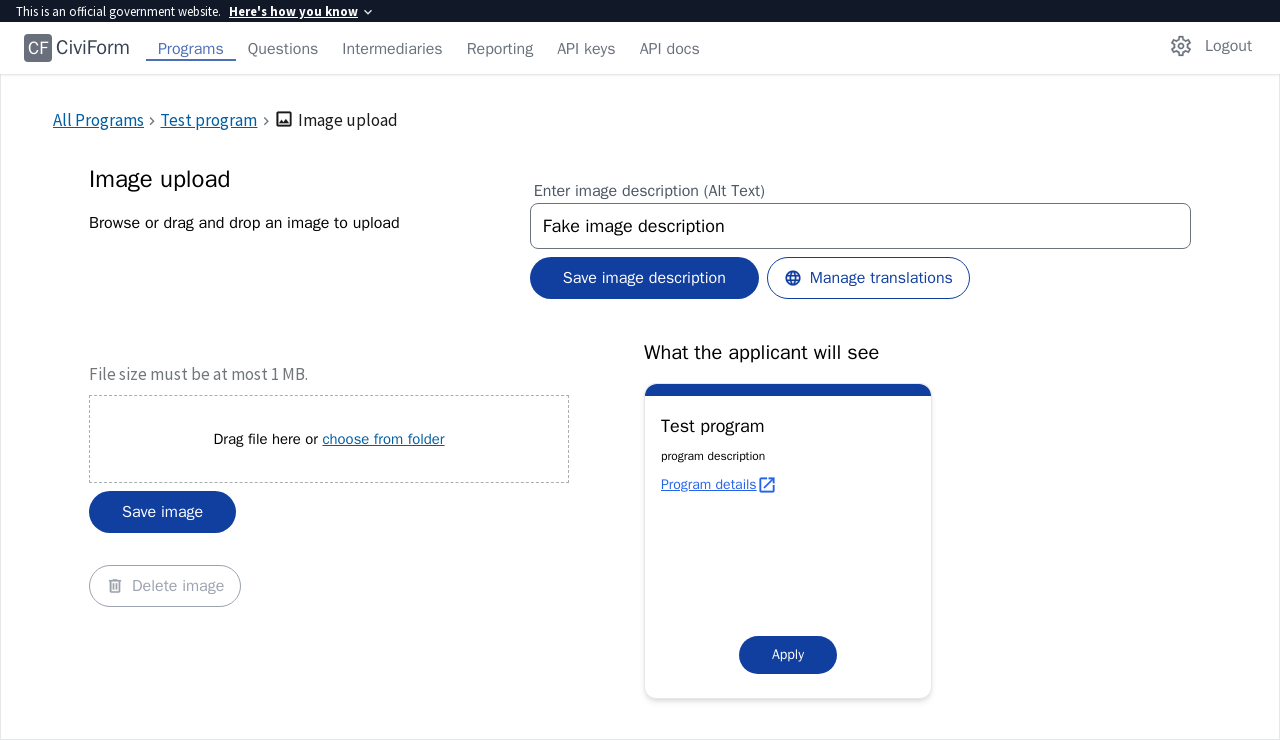 This is an official government website. Here's how you know
CF CiviForm Programs Questions Intermediaries Reporting API keys API docs Logout
All Programs Test program Image upload
Image upload
Browse or drag and drop an image to upload
Enter image description (Alt Text)
Fake image description
Save image description Manage translations
File size must be at most 1 MB.
Drag file here or choose from folder
Save image
Delete image
What the applicant will see
Test program
program description
Program details
Apply